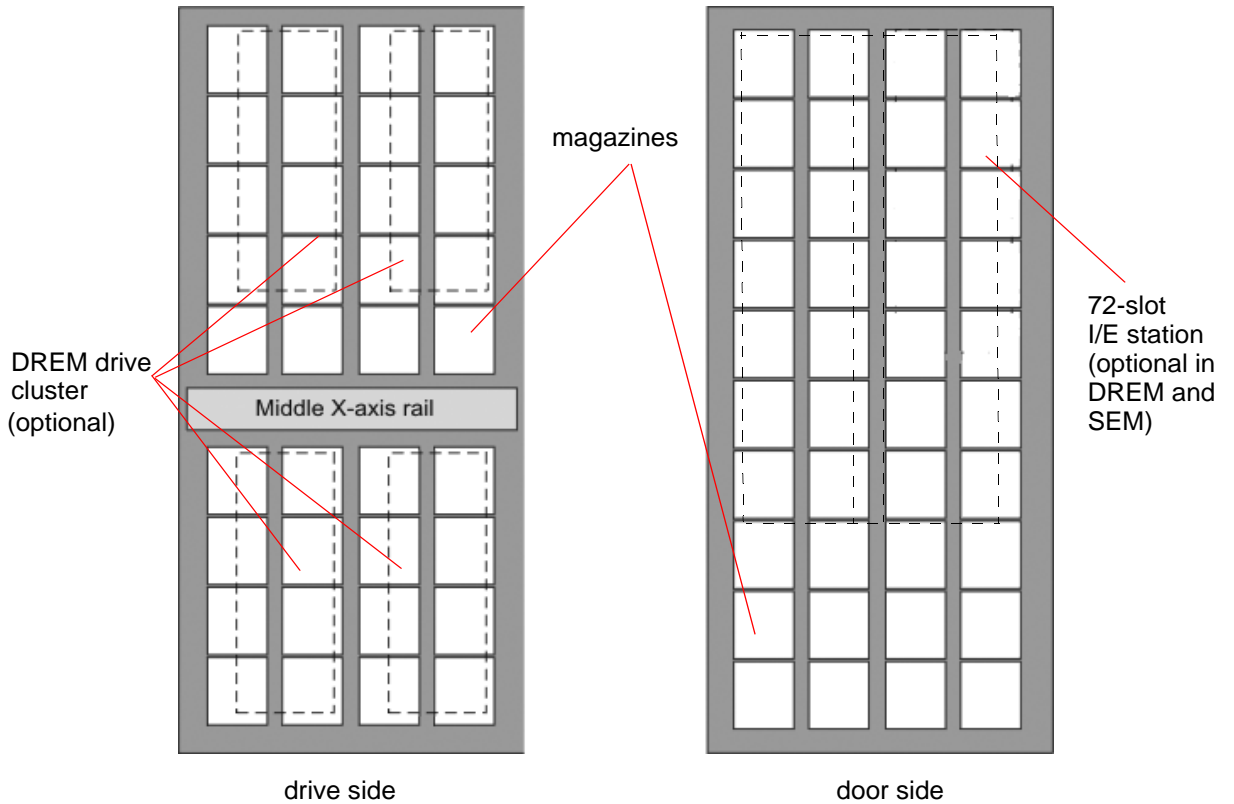 magazines
DREM drive
cluster
(optional)
Middle X-axis rail
72-slot
I/E station
(optional in
DREM and
SEM)
drive side
door side